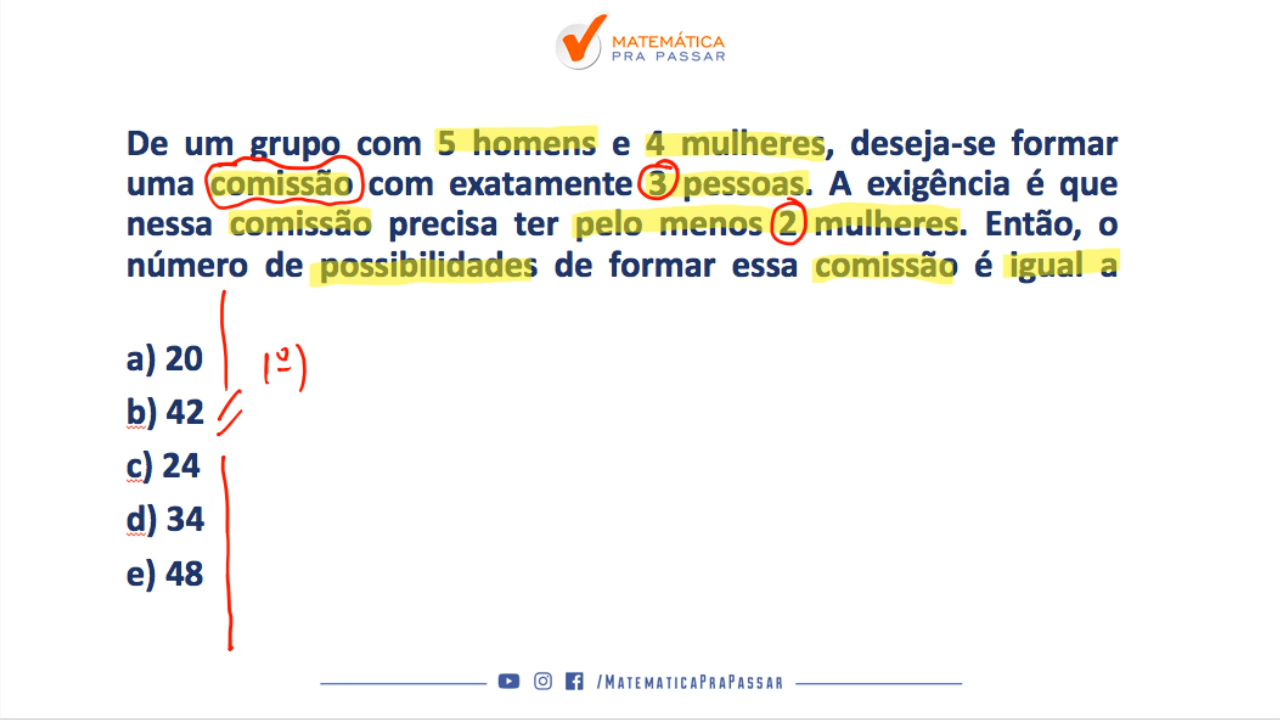 MATEMÁTICA
PRA PASSAR
De um grupo com 5 homens e 4 mulheres, deseja-se formar
uma comissão com exatamente 3 pessoas. A exigência é que
nessa comissão precisa ter pelo menos 2 mulheres. Então, o
número de possibilidades de formar essa comissão é igual a
a) 20
1º)
b) 42
c) 24
d) 34
e) 48
/MATEMATICAPRAPASSAR